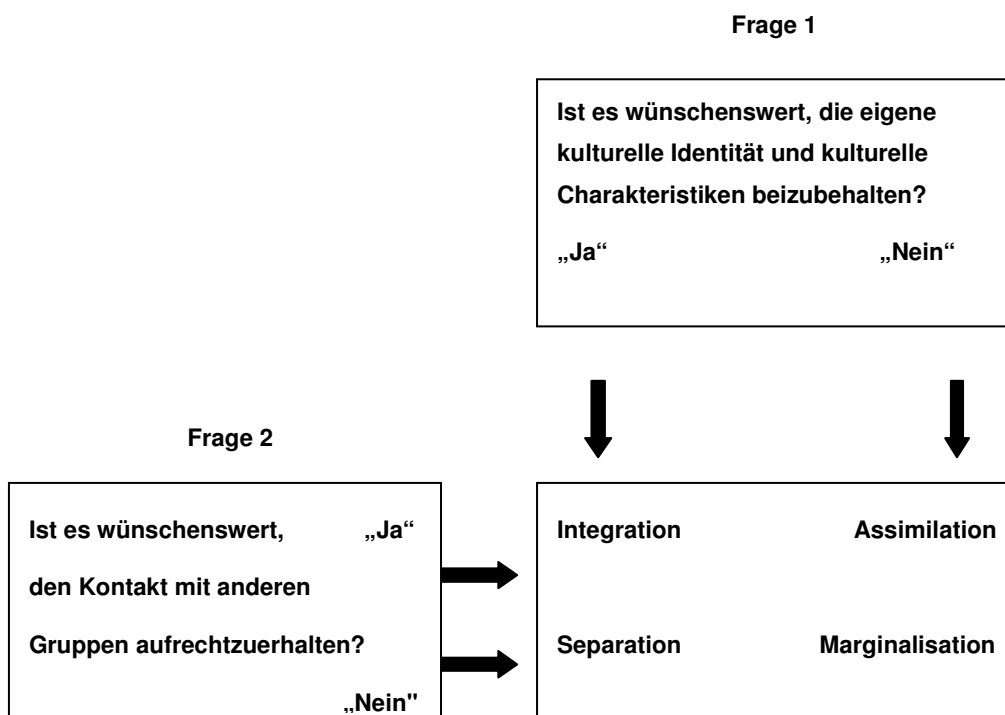 Frage 1
Ist es wünschenswert, die eigene
kulturelle Identität und kulturelle
Charakteristiken beizubehalten?
„Ja“ „Nein“
Frage 2
Ist es wünschenswert, „Ja“
den Kontakt mit anderen
Gruppen aufrechtzuerhalten?
„Nein"
Integration Assimilation
Separation Marginalisation